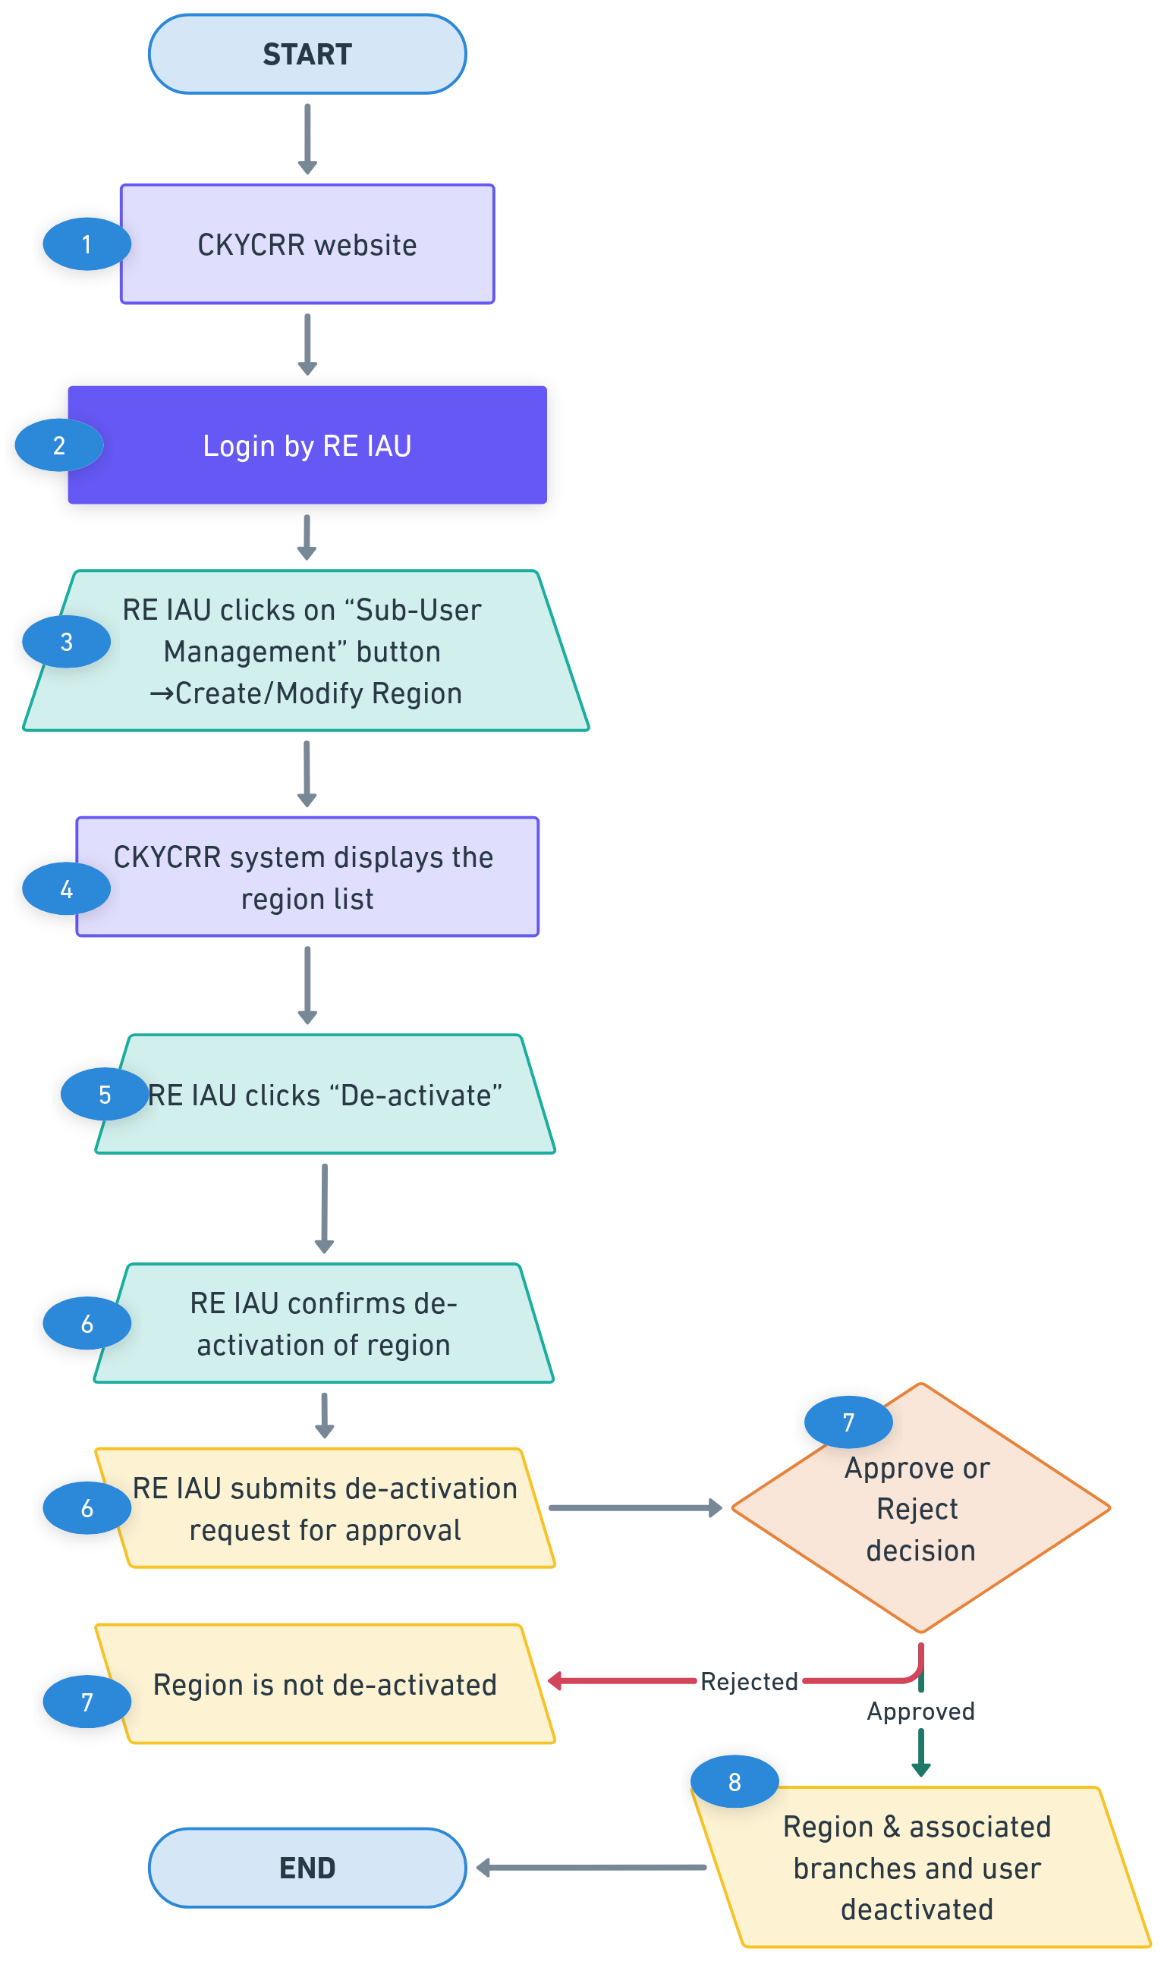 START
1
CKYCRR website
2
Login by RE IAU
3
RE IAU clicks on “Sub-User
Management” button
→Create/Modify Region
4
CKYCRR system displays the
region list
5
RE IAU clicks “De-activate”
6
RE IAU confirms de-
activation of region
6
RE IAU submits de-activation
request for approval
7
Approve or
Reject
decision
Rejected
Approved
7
Region is not de-activated
8
Region & associated
branches and user
deactivated
END